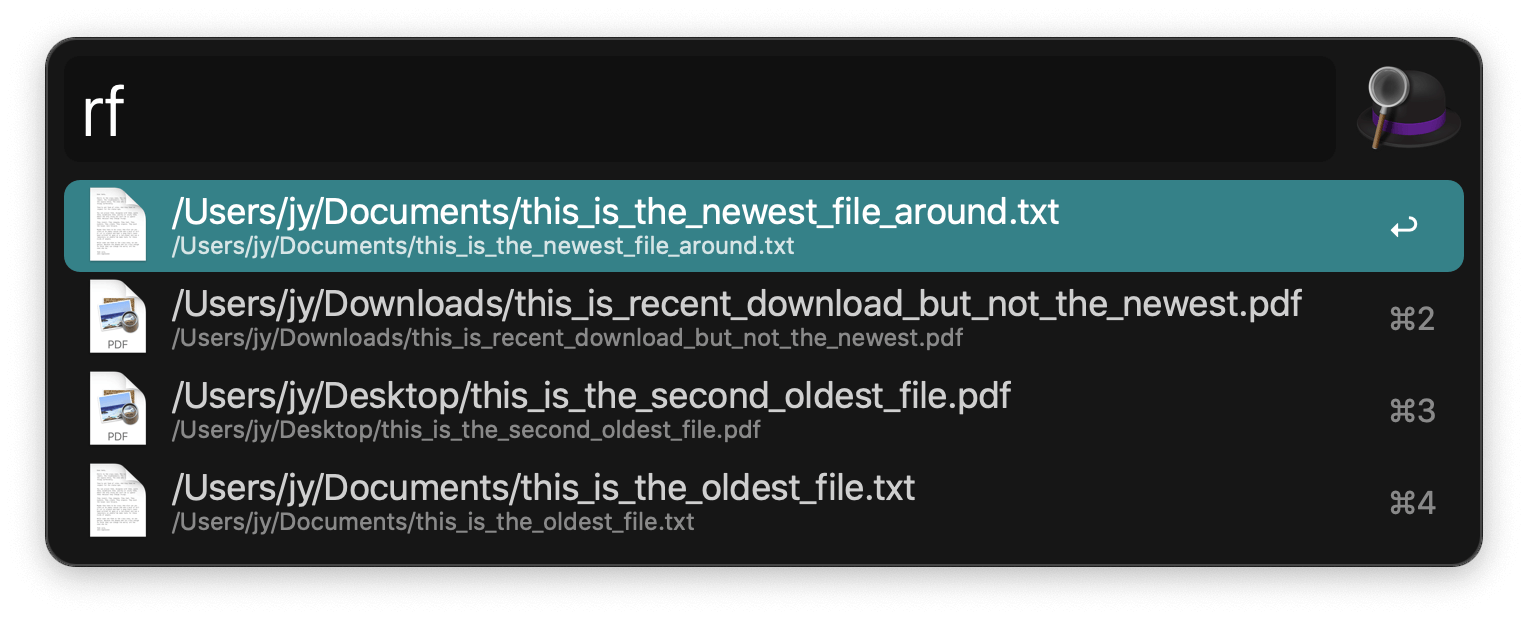 rf
/Users/jy/Documents/this_is_the_newest_file_around.txt
/Users/jy/Documents/this_is_the_newest_file_around.txt
/Users/jy/Downloads/this_is_recent_download_but_not_the_newest.pdf
/Users/jy/Downloads/this_is_recent_download_but_not_the_newest.pdf
⌘2
PDF
/Users/jy/Desktop/this_is_the_second_oldest_file.pdf
/Users/jy/Desktop/this_is_the_second_oldest_file.pdf
⌘3
PDF
/Users/jy/Documents/this_is_the_oldest_file.txt
/Users/jy/Documents/this_is_the_oldest_file.txt
⌘4